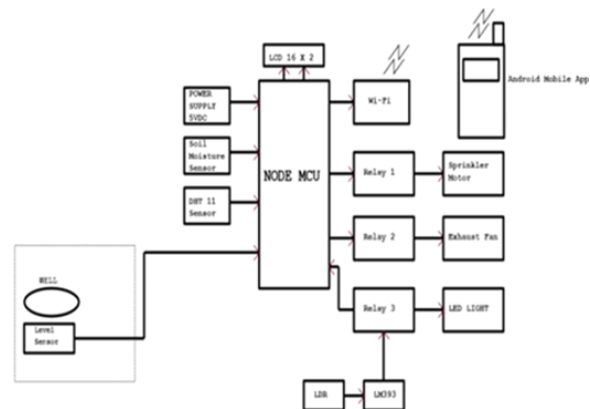 LCD 16 X 2
POWER
SUPPLY
5VDC
Soil
Moisture
Sensor
DHT 11
Sensor
NODE MCU
Wi-Fi
Android Mobile App
Relay 1
Sprinkler
Motor
Relay 2
Exhaust Fan
Relay 3
LED LIGHT
WELL
Level
Sensor
LDR
LM393